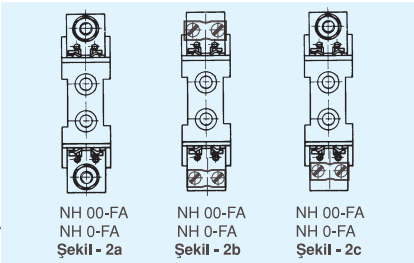 NH 00-FA NH 00-FA NH 00-FA
NH 0-FA NH 0-FA NH 0-FA
Şekil - 2a Şekil - 2b Şekil - 2c